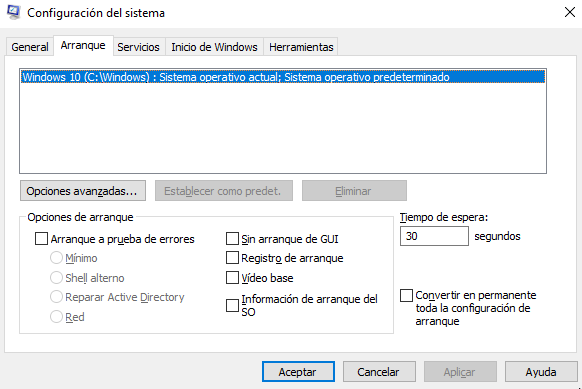 Configuración del sistema
General Arranque Servicios Inicio de Windows Herramientas
Windows 10 (C:\Windows) : Sistema operativo actual; Sistema operativo predeterminado
Opciones avanzadas... Establecer como predet. Eliminar
Opciones de arranque
Arranque a prueba de errores
Mínimo
Shell alterno
Reparar Active Directory
Red
Sin arranque de GUI
Registro de arranque
Vídeo base
Información de arranque del
SO
Tiempo de espera:
30 segundos
Convertir en permanente
toda la configuración de
arranque
Aceptar Cancelar Aplicar Ayuda